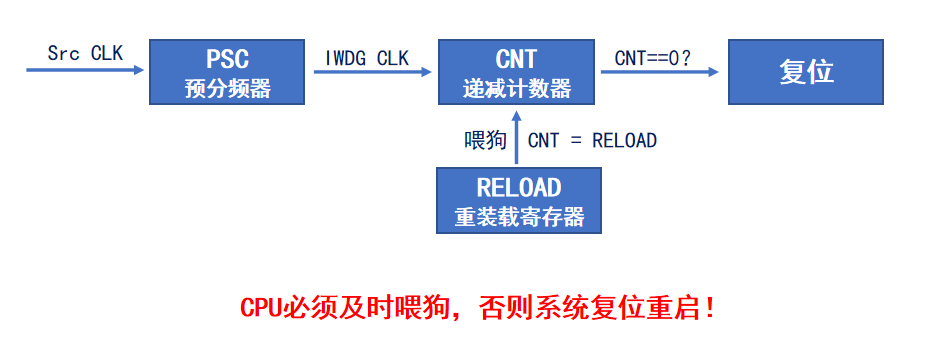 Src CLK
PSC
预分频器
IWDG CLK
CNT
递减计数器
CNT==0?
复位
喂狗
CNT = RELOAD
RELOAD
重装载寄存器
CPU必须及时喂狗，否则系统复位重启！